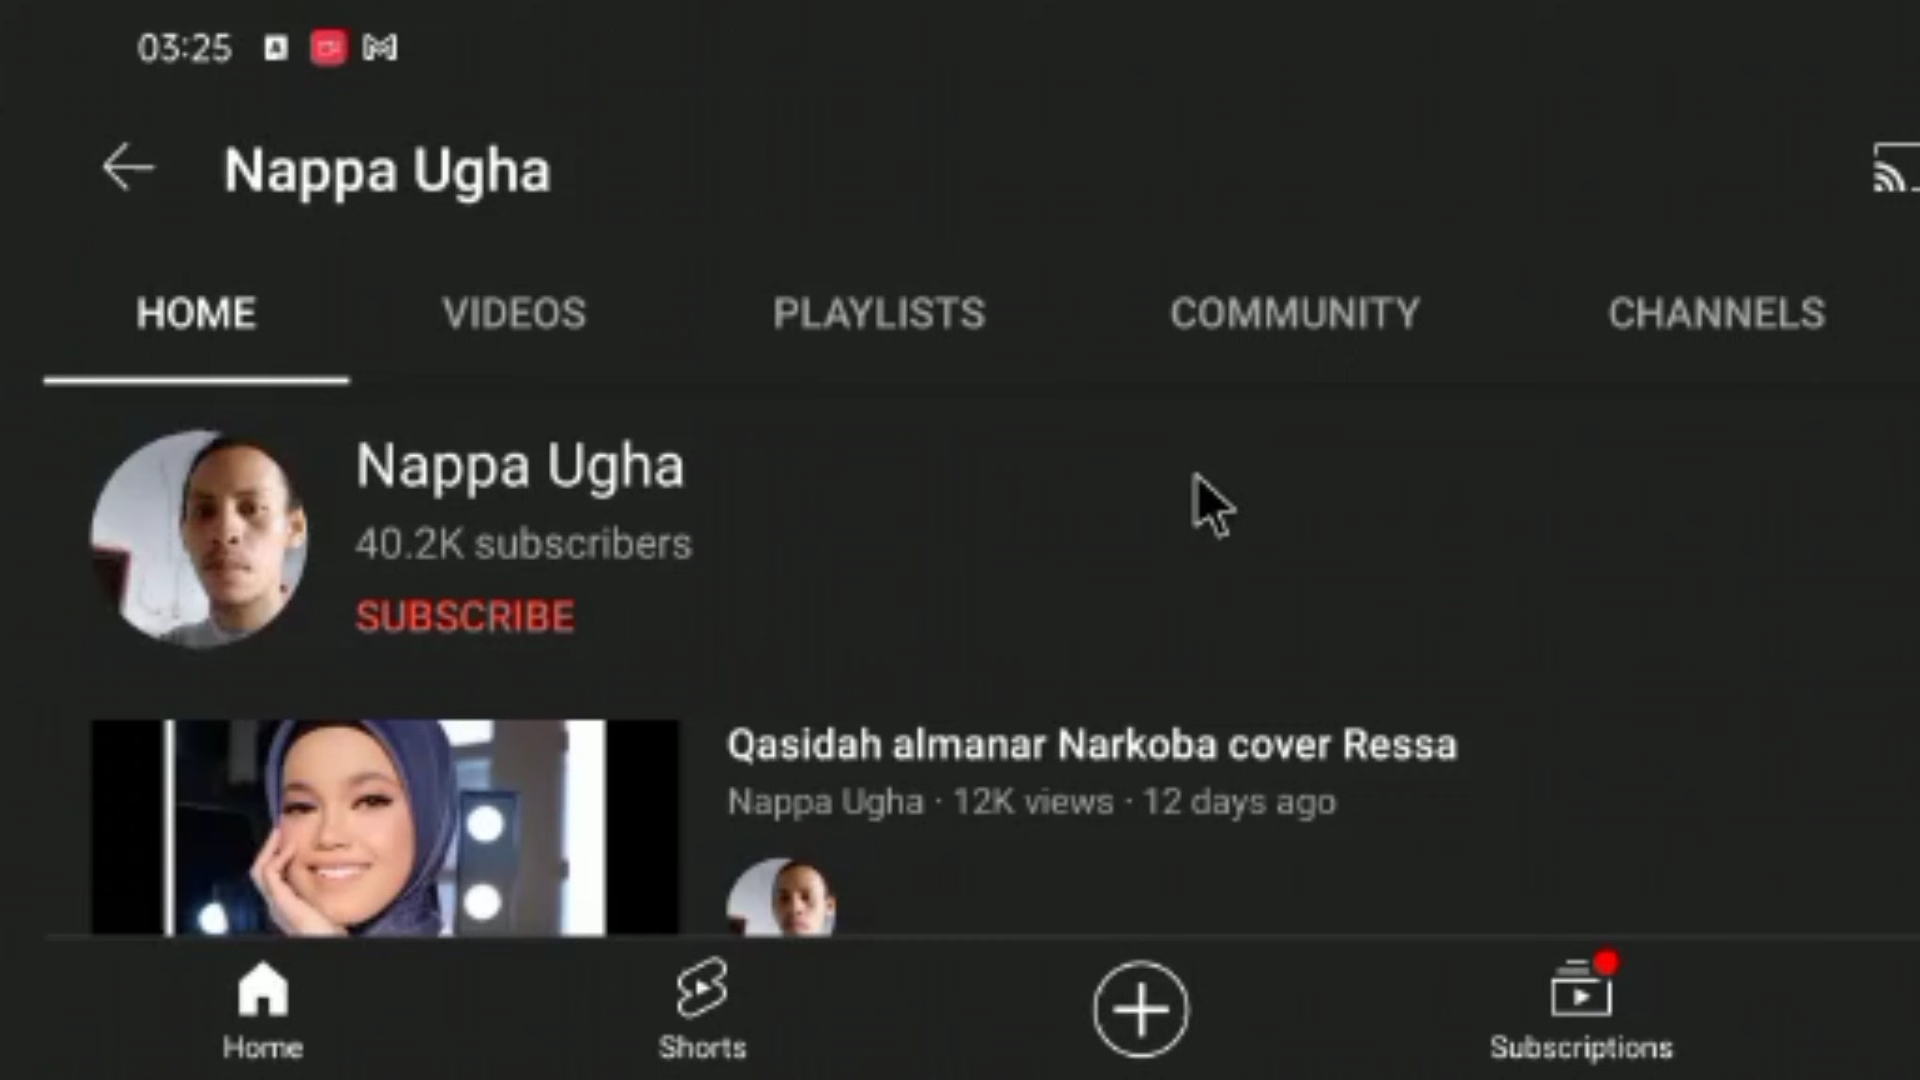 03:25
Nappa Ugha
HOME VIDEOS PLAYLISTS COMMUNITY CHANNELS
Nappa Ugha
40.2K subscribers
SUBSCRIBE
Qasidah almanar Narkoba cover Ressa
Nappa Ugha · 12K views · 12 days ago
Home Shorts Subscriptions